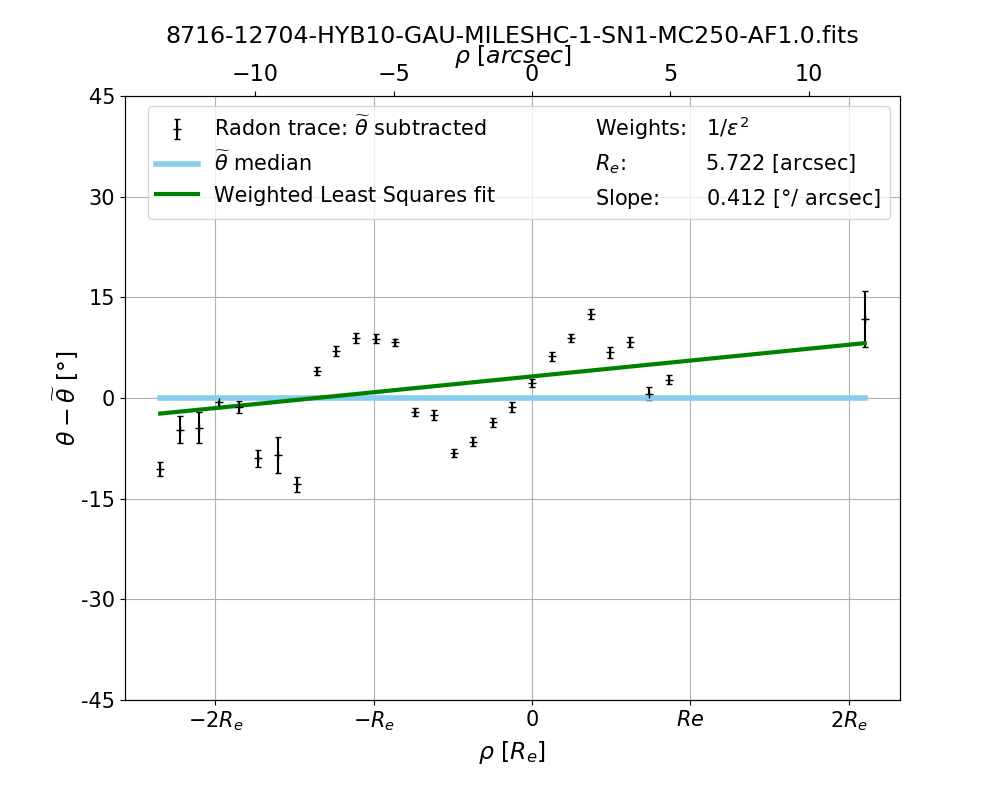 8716-12704-HYB10-GAU-MILESHC-1-SN1-MC250-AF1.0.fits
ρ [arcsec]
−10 −5 0 5 10
Radon trace: θ̃ subtracted
θ̃ median
Weighted Least Squares fit
Weights: 1/ε²
Rₑ: 5.722 [arcsec]
Slope: 0.412 [°/ arcsec]
θ − θ̃ [°]
45
30
15
0
-15
-30
-45
−2Rₑ −Rₑ 0 Re 2Rₑ
ρ [Rₑ]